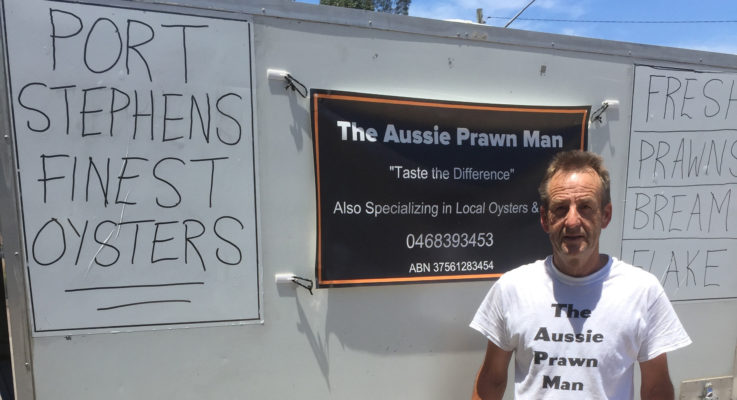 PORT
STEPHENS
FINEST
OYSTERS
The Aussie Prawn Man
"Taste the Difference"
Also Specializing in Local Oysters &
0468393453
ABN 37561283454
FRESH
PRAWNS
BREAM
FLAKE
The
Aussie
Prawn
Man